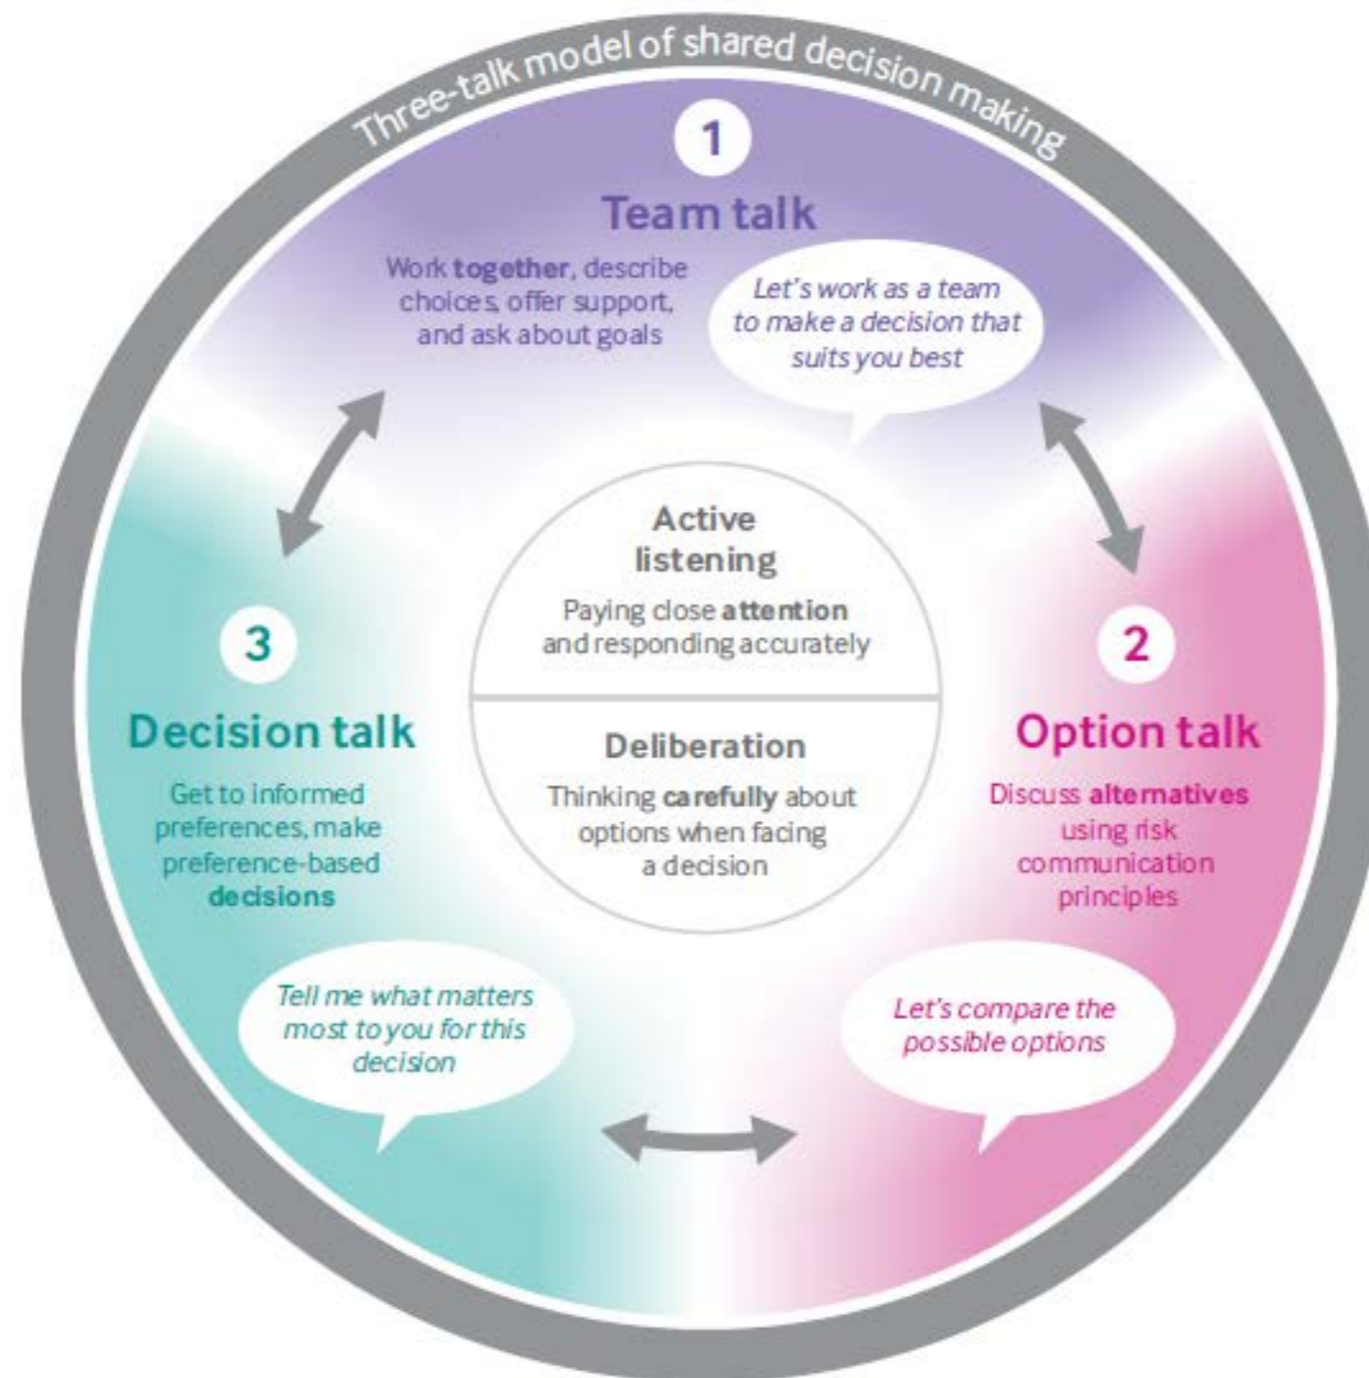 Three-talk model of shared decision making
1
Team talk
Work together, describe
choices, offer support,
and ask about goals
Let's work as a team
to make a decision that
suits you best
Active
listening
Paying close attention
and responding accurately
Deliberation
Thinking carefully about
options when facing
a decision
2
Option talk
Discuss alternatives
using risk
communication
principles
Let's compare the
possible options
3
Decision talk
Get to informed
preferences, make
preference-based
decisions
Tell me what matters
most to you for this
decision